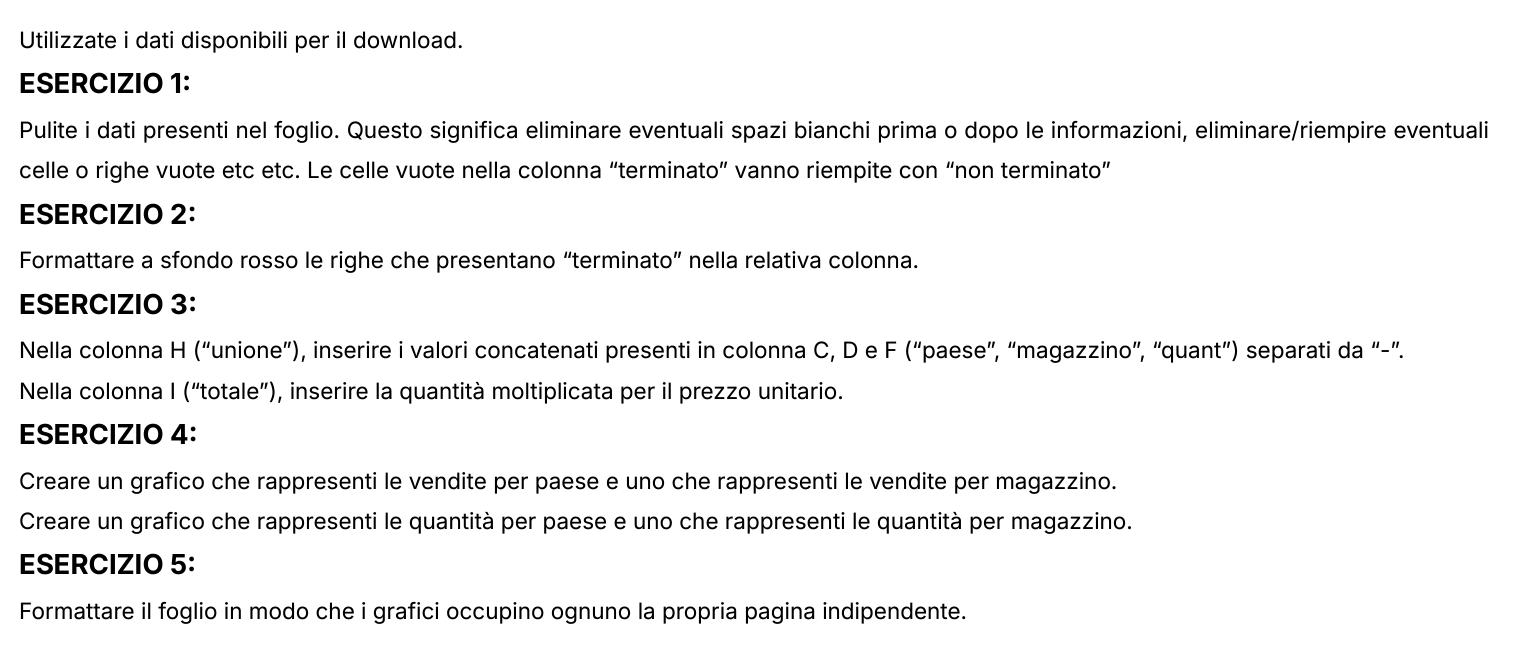 Utilizzate i dati disponibili per il download.
ESERCIZIO 1:
Pulite i dati presenti nel foglio. Questo significa eliminare eventuali spazi bianchi prima o dopo le informazioni, eliminare/riempire eventuali
celle o righe vuote etc etc. Le celle vuote nella colonna “terminato” vanno riempite con “non terminato”
ESERCIZIO 2:
Formattare a sfondo rosso le righe che presentano “terminato” nella relativa colonna.
ESERCIZIO 3:
Nella colonna H (“unione”), inserire i valori concatenati presenti in colonna C, D e F (“paese”, “magazzino”, “quant”) separati da “-”.
Nella colonna I (“totale”), inserire la quantità moltiplicata per il prezzo unitario.
ESERCIZIO 4:
Creare un grafico che rappresenti le vendite per paese e uno che rappresenti le vendite per magazzino.
Creare un grafico che rappresenti le quantità per paese e uno che rappresenti le quantità per magazzino.
ESERCIZIO 5:
Formattare il foglio in modo che i grafici occupino ognuno la propria pagina indipendente.